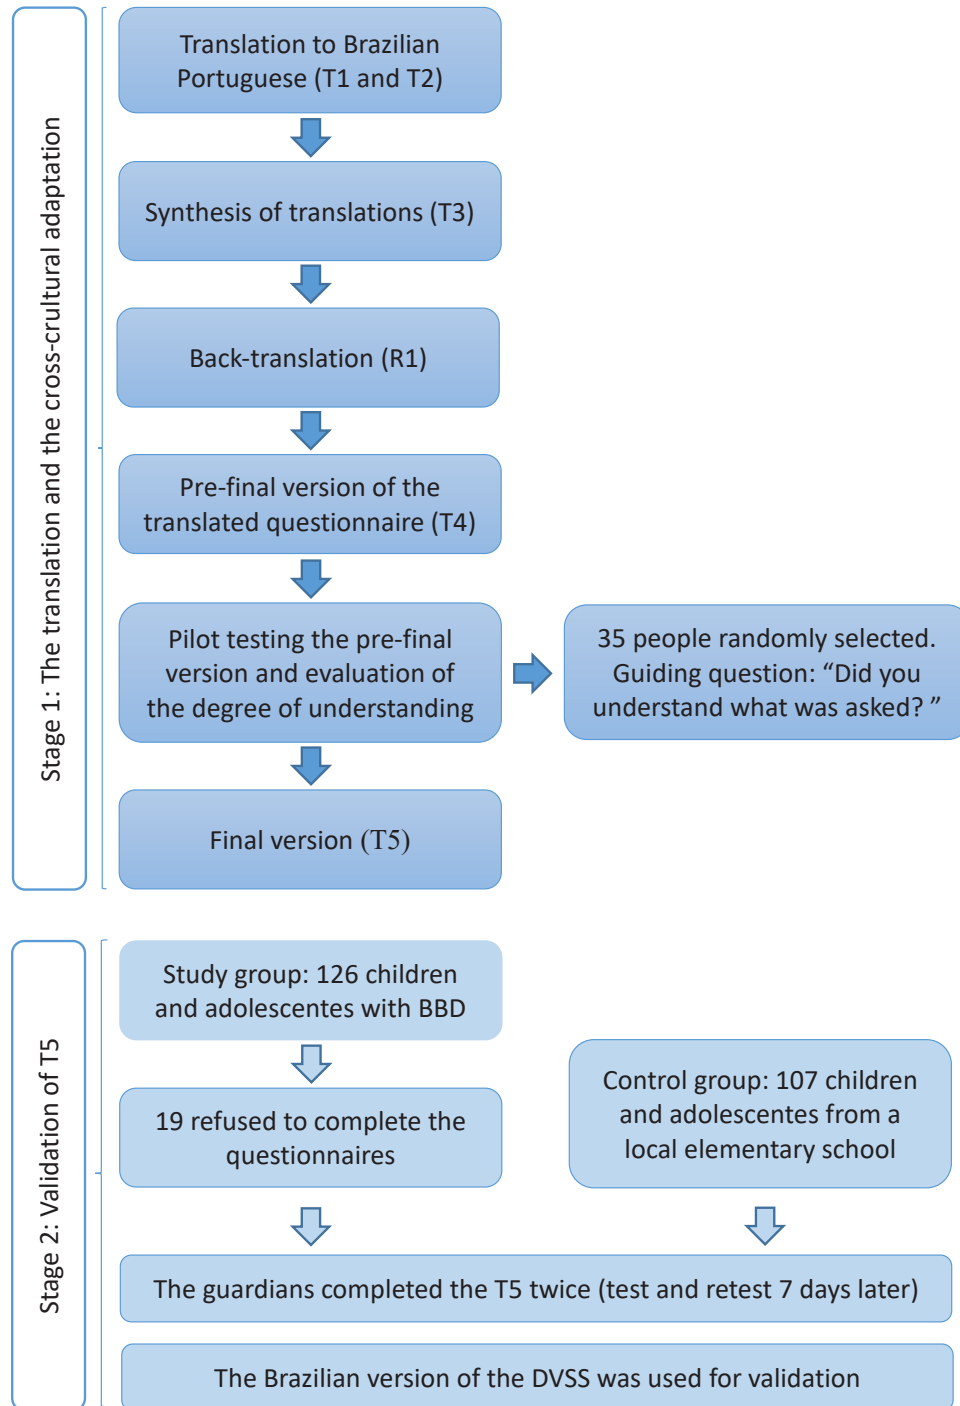 Stage 1: The translation and the cross-crultural adaptation
Translation to Brazilian
Portuguese (T1 and T2)
Synthesis of translations (T3)
Back-translation (R1)
Pre-final version of the
translated questionnaire (T4)
Pilot testing the pre-final
version and evaluation of
the degree of understanding
35 people randomly selected.
Guiding question: “Did you
understand what was asked? ”
Final version (T5)
Stage 2: Validation of T5
Study group: 126 children
and adolescentes with BBD
19 refused to complete the
questionnaires
Control group: 107 children
and adolescentes from a
local elementary school
The guardians completed the T5 twice (test and retest 7 days later)
The Brazilian version of the DVSS was used for validation